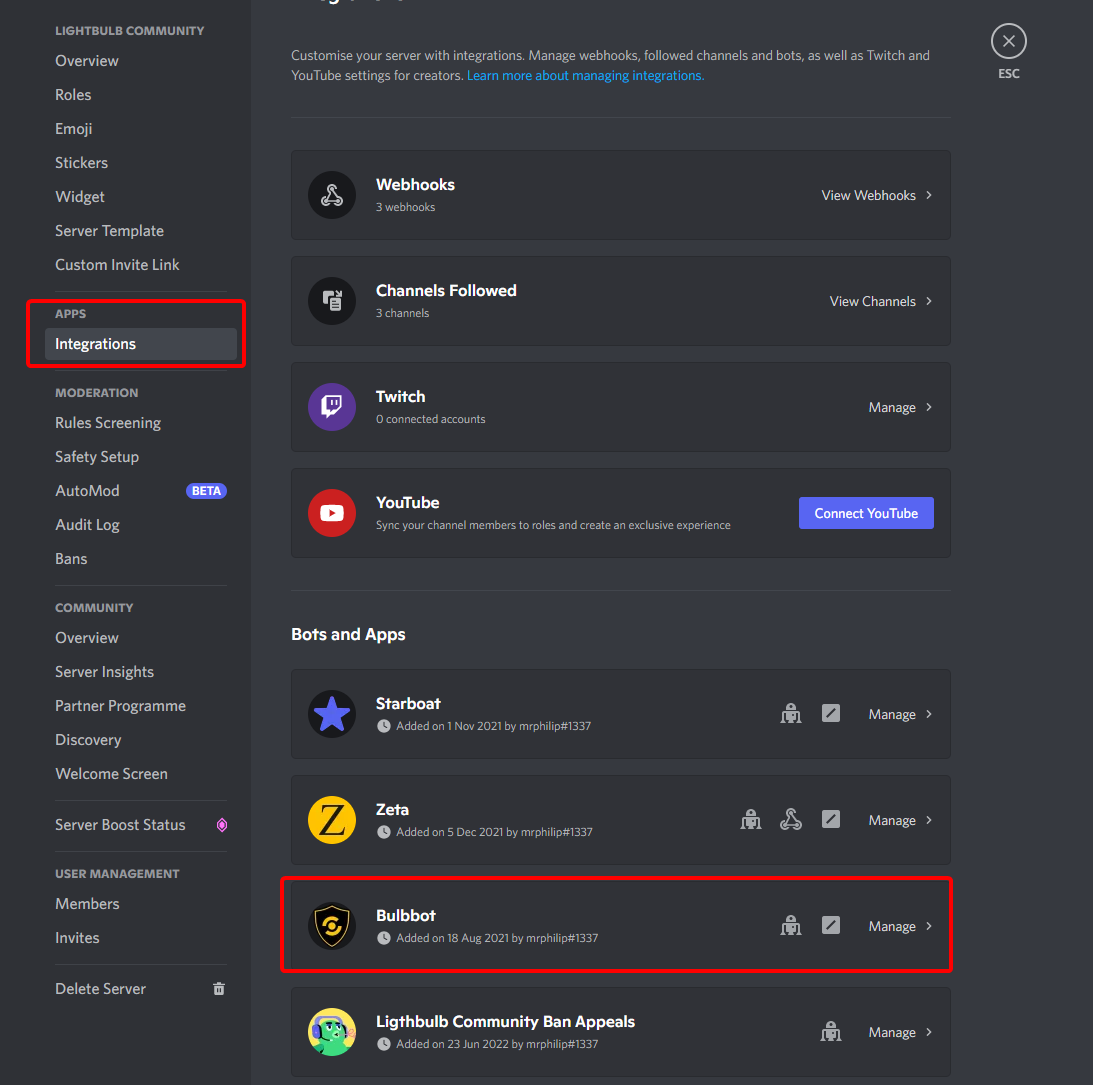 LIGHTBULB COMMUNITY
Overview
Roles
Emoji
Stickers
Widget
Server Template
Custom Invite Link
APPS
Integrations
MODERATION
Rules Screening
Safety Setup
AutoMod
BETA
Audit Log
Bans
COMMUNITY
Overview
Server Insights
Partner Programme
Discovery
Welcome Screen
Server Boost Status
USER MANAGEMENT
Members
Invites
Delete Server
Customise your server with integrations. Manage webhooks, followed channels and bots, as well as Twitch and
YouTube settings for creators. Learn more about managing integrations.
ESC
Webhooks
3 webhooks
View Webhooks
Channels Followed
3 channels
View Channels
Twitch
0 connected accounts
Manage
YouTube
Sync your channel members to roles and create an exclusive experience
Connect YouTube
Bots and Apps
Starboat
Added on 1 Nov 2021 by mrphilip#1337
Manage
Z
Zeta
Added on 5 Dec 2021 by mrphilip#1337
Manage
Bulbbot
Added on 18 Aug 2021 by mrphilip#1337
Manage
Ligthbulb Community Ban Appeals
Added on 23 Jun 2022 by mrphilip#1337
Manage